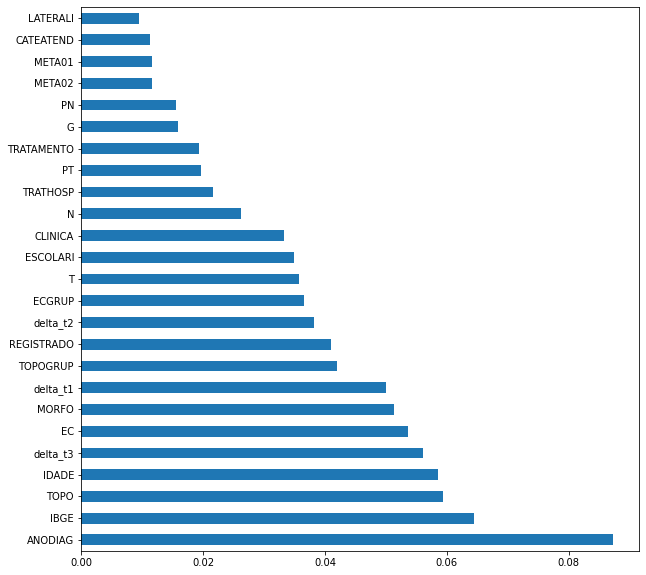 LATERALI
CATEATEND
META01
META02
PN
G
TRATAMENTO
PT
TRATHOSP
N
CLINICA
ESCOLARI
T
ECGRUP
delta_t2
REGISTRADO
TOPOGRUP
delta_t1
MORFO
EC
delta_t3
IDADE
TOPO
IBGE
ANODIAG
0.00 0.02 0.04 0.06 0.08